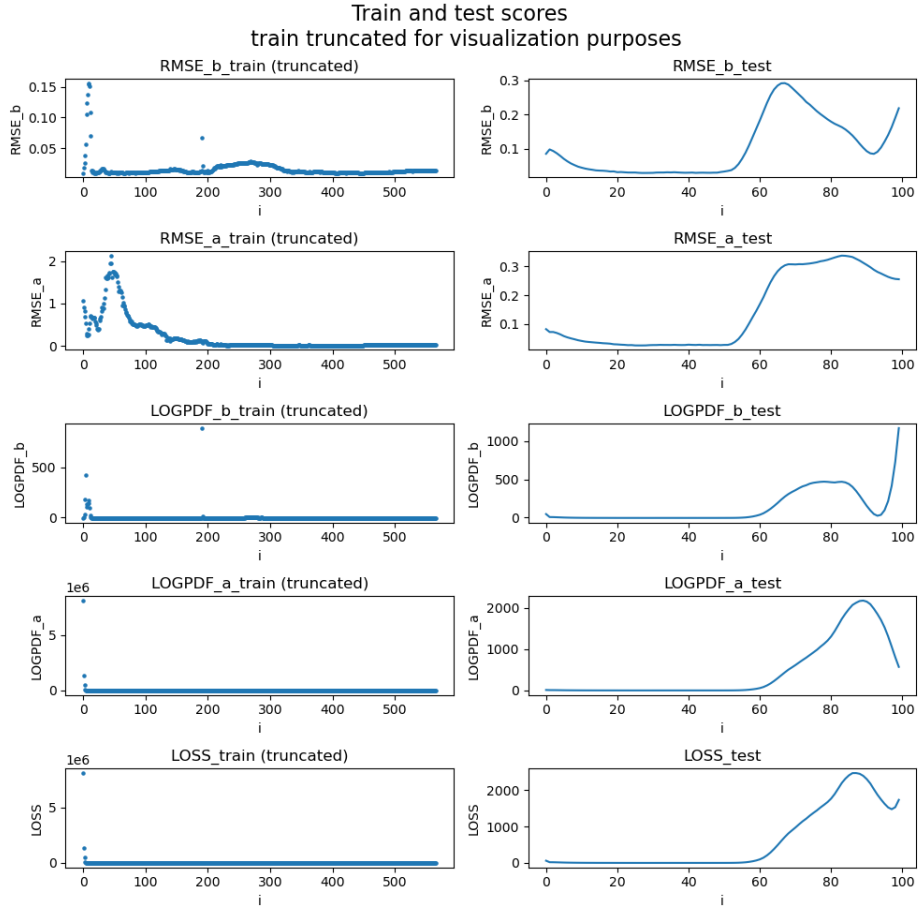 Train and test scores
train truncated for visualization purposes
RMSE_b_train (truncated)
RMSE_b
0.15
0.10
0.05
0 100 200 300 400 500
i
RMSE_b_test
RMSE_b
0.3
0.2
0.1
0 20 40 60 80 100
i
RMSE_a_train (truncated)
RMSE_a
2
1
0
0 100 200 300 400 500
i
RMSE_a_test
RMSE_a
0.3
0.2
0.1
0 20 40 60 80 100
i
LOGPDF_b_train (truncated)
LOGPDF_b
500
0
0 100 200 300 400 500
i
LOGPDF_b_test
LOGPDF_b
1000
500
0
0 20 40 60 80 100
i
LOGPDF_a_train (truncated)
1e6
LOGPDF_a
5
0
0 100 200 300 400 500
i
LOGPDF_a_test
LOGPDF_a
2000
1000
0
0 20 40 60 80 100
i
LOSS_train (truncated)
1e6
LOSS
5
0
0 100 200 300 400 500
i
LOSS_test
LOSS
2000
1000
0
0 20 40 60 80 100
i